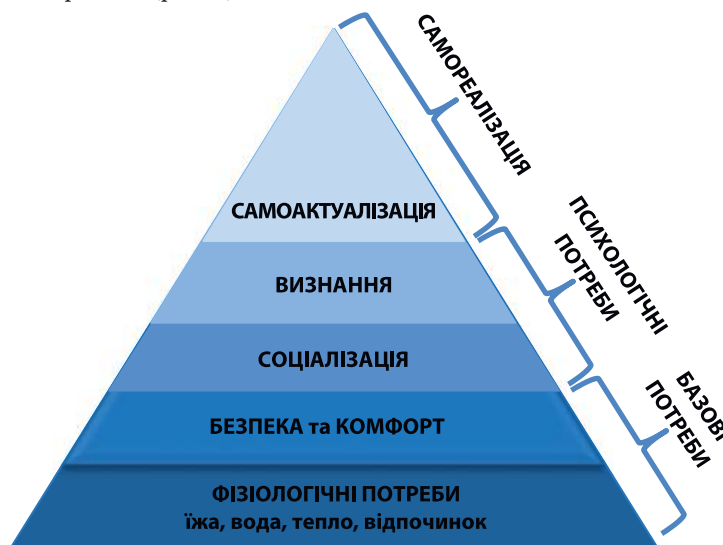 САМОРЕАЛІЗАЦІЯ
САМОАКТУАЛІЗАЦІЯ
ПСИХОЛОГІЧНІ
ПОТРЕБИ
ВИЗНАННЯ
СОЦІАЛІЗАЦІЯ
БАЗОВІ
ПОТРЕБИ
БЕЗПЕКА та КОМФОРТ
ФІЗІОЛОГІЧНІ ПОТРЕБИ
їжа, вода, тепло, відпочинок